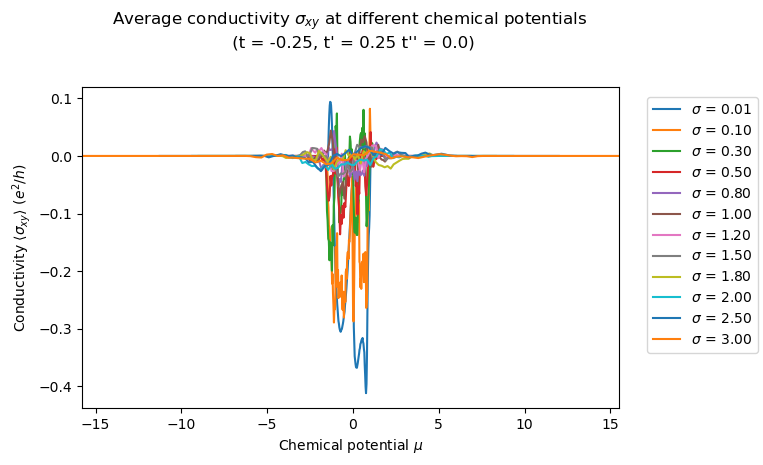 Average conductivity σxy at different chemical potentials
(t = -0.25, t' = 0.25 t'' = 0.0)
0.1
0.0
−0.1
−0.2
−0.3
−0.4
Conductivity ⟨σxy⟩ (e²/h)
−15
−10
−5
0
5
10
15
Chemical potential μ
σ = 0.01
σ = 0.10
σ = 0.30
σ = 0.50
σ = 0.80
σ = 1.00
σ = 1.20
σ = 1.50
σ = 1.80
σ = 2.00
σ = 2.50
σ = 3.00